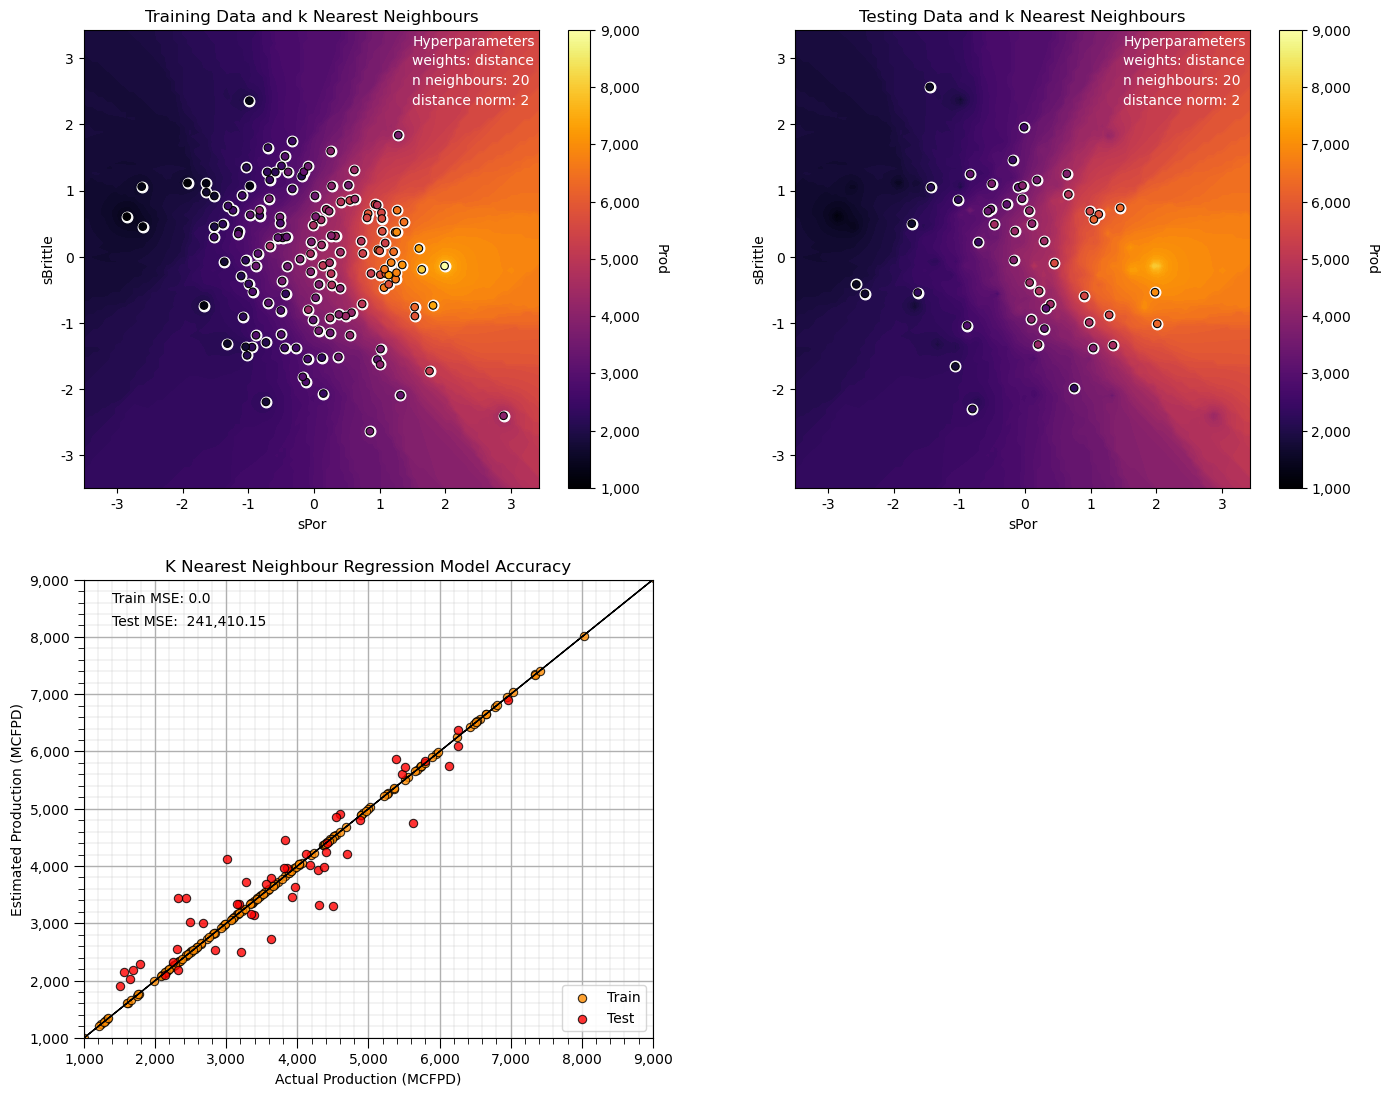 Training Data and k Nearest Neighbours
Hyperparameters
weights: distance
n neighbours: 20
distance norm: 2
3
2
1
0
-1
-2
-3
sBrittle
-3
-2
-1
0
1
2
3
sPor
9,000
8,000
7,000
6,000
5,000
4,000
3,000
2,000
1,000
Prod
Testing Data and k Nearest Neighbours
Hyperparameters
weights: distance
n neighbours: 20
distance norm: 2
3
2
1
0
-1
-2
-3
sBrittle
-3
-2
-1
0
1
2
3
sPor
9,000
8,000
7,000
6,000
5,000
4,000
3,000
2,000
1,000
Prod
K Nearest Neighbour Regression Model Accuracy
Train MSE: 0.0
Test MSE:  241,410.15
9,000
8,000
7,000
6,000
5,000
4,000
3,000
2,000
1,000
Estimated Production (MCFPD)
Train
Test
1,000
2,000
3,000
4,000
5,000
6,000
7,000
8,000
9,000
Actual Production (MCFPD)